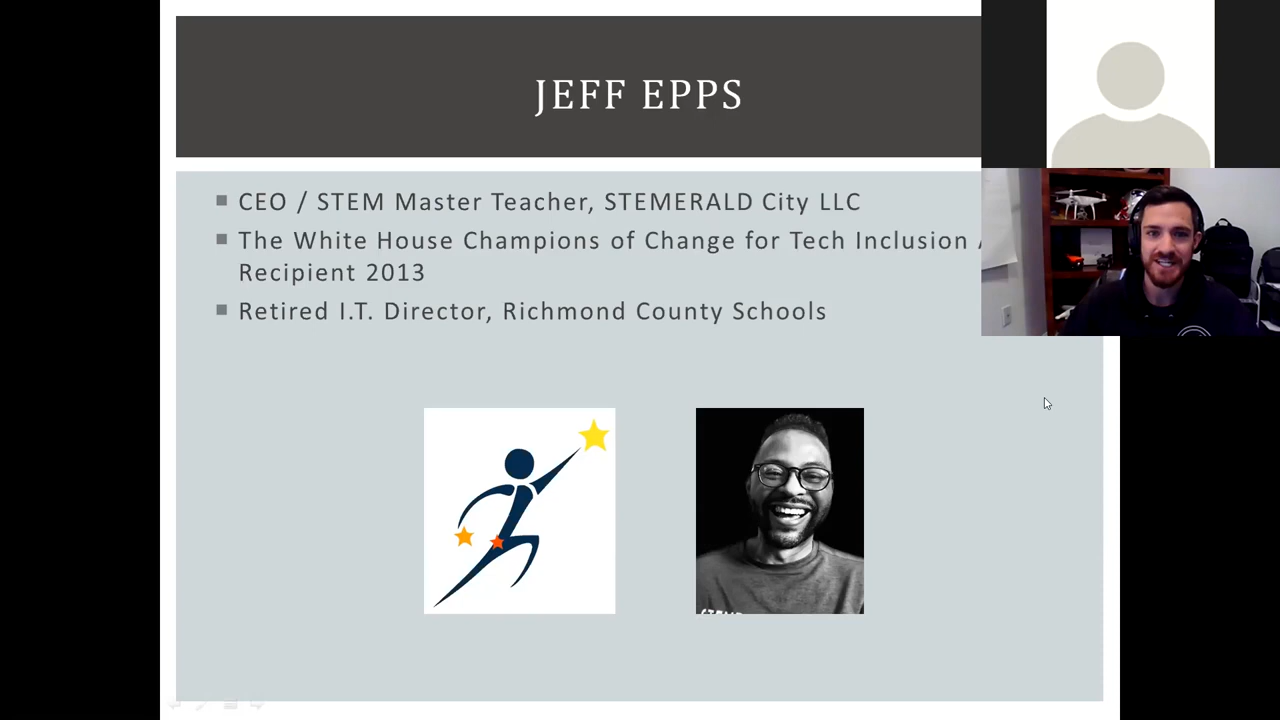 JEFF EPPS
CEO / STEM Master Teacher, STEMERALD City LLC
The White House Champions of Change for Tech Inclusion
Recipient 2013
Retired I.T. Director, Richmond County Schools